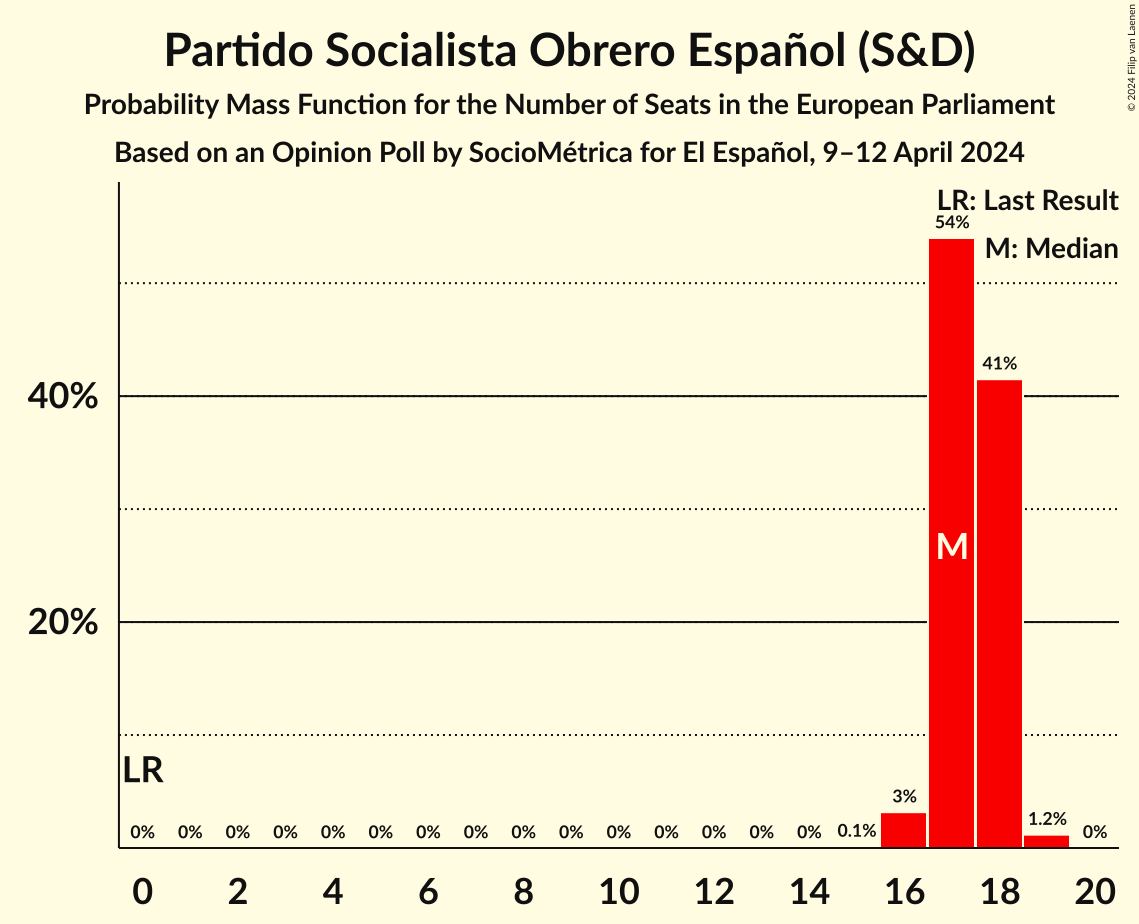 Partido Socialista Obrero Español (S&D)
Probability Mass Function for the Number of Seats in the European Parliament
Based on an Opinion Poll by SocioMétrica for El Español, 9–12 April 2024
© 2024 Filip van Laenen
LR: Last Result
M: Median
54%
41%
40%
20%
M
LR
0% 0% 0% 0% 0% 0% 0% 0% 0% 0% 0% 0% 0% 0% 0% 0.1% 3% 1.2% 0%
0 2 4 6 8 10 12 14 16 18 20